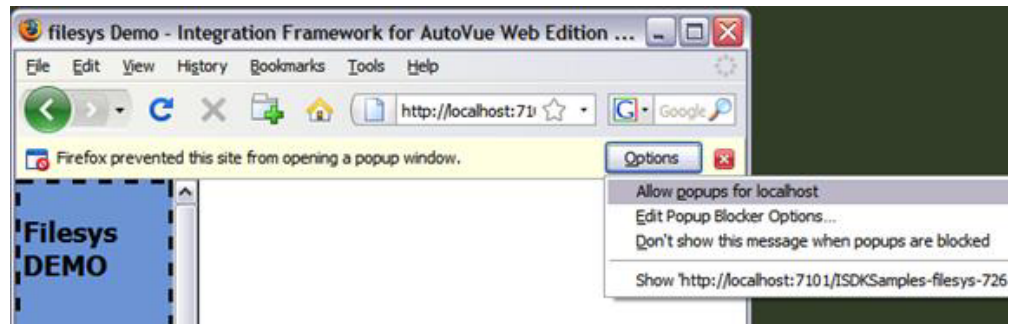 filesys Demo - Integration Framework for AutoVue Web Edition ...
File Edit View History Bookmarks Tools Help
http://localhost:71 G Google
Firefox prevented this site from opening a popup window. Options
Allow popups for localhost
Edit Popup Blocker Options...
Don't show this message when popups are blocked
Show 'http://localhost:7101/ISDKSamples-filesys-726
Filesys
DEMO